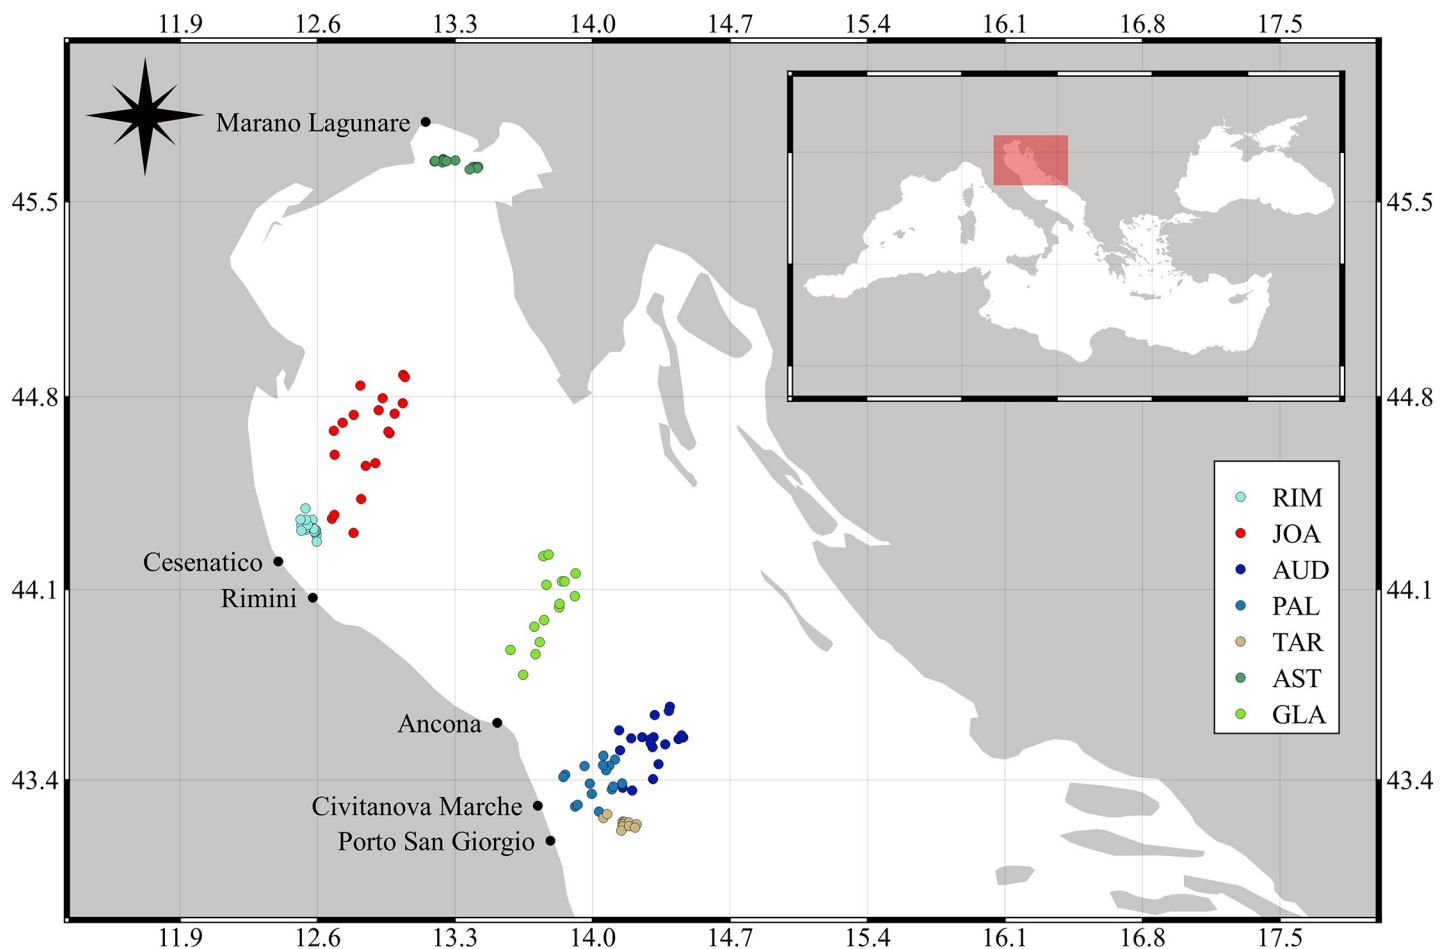 11.9 12.6 13.3 14.0 14.7 15.4 16.1 16.8 17.5
Marano Lagunare
45.5 45.5
44.8 44.8
RIM
JOA
Cesenatico
AUD
44.1 44.1
Rimini
PAL
TAR
AST
GLA
Ancona
43.4 43.4
Civitanova Marche
Porto San Giorgio
11.9 12.6 13.3 14.0 14.7 15.4 16.1 16.8 17.5